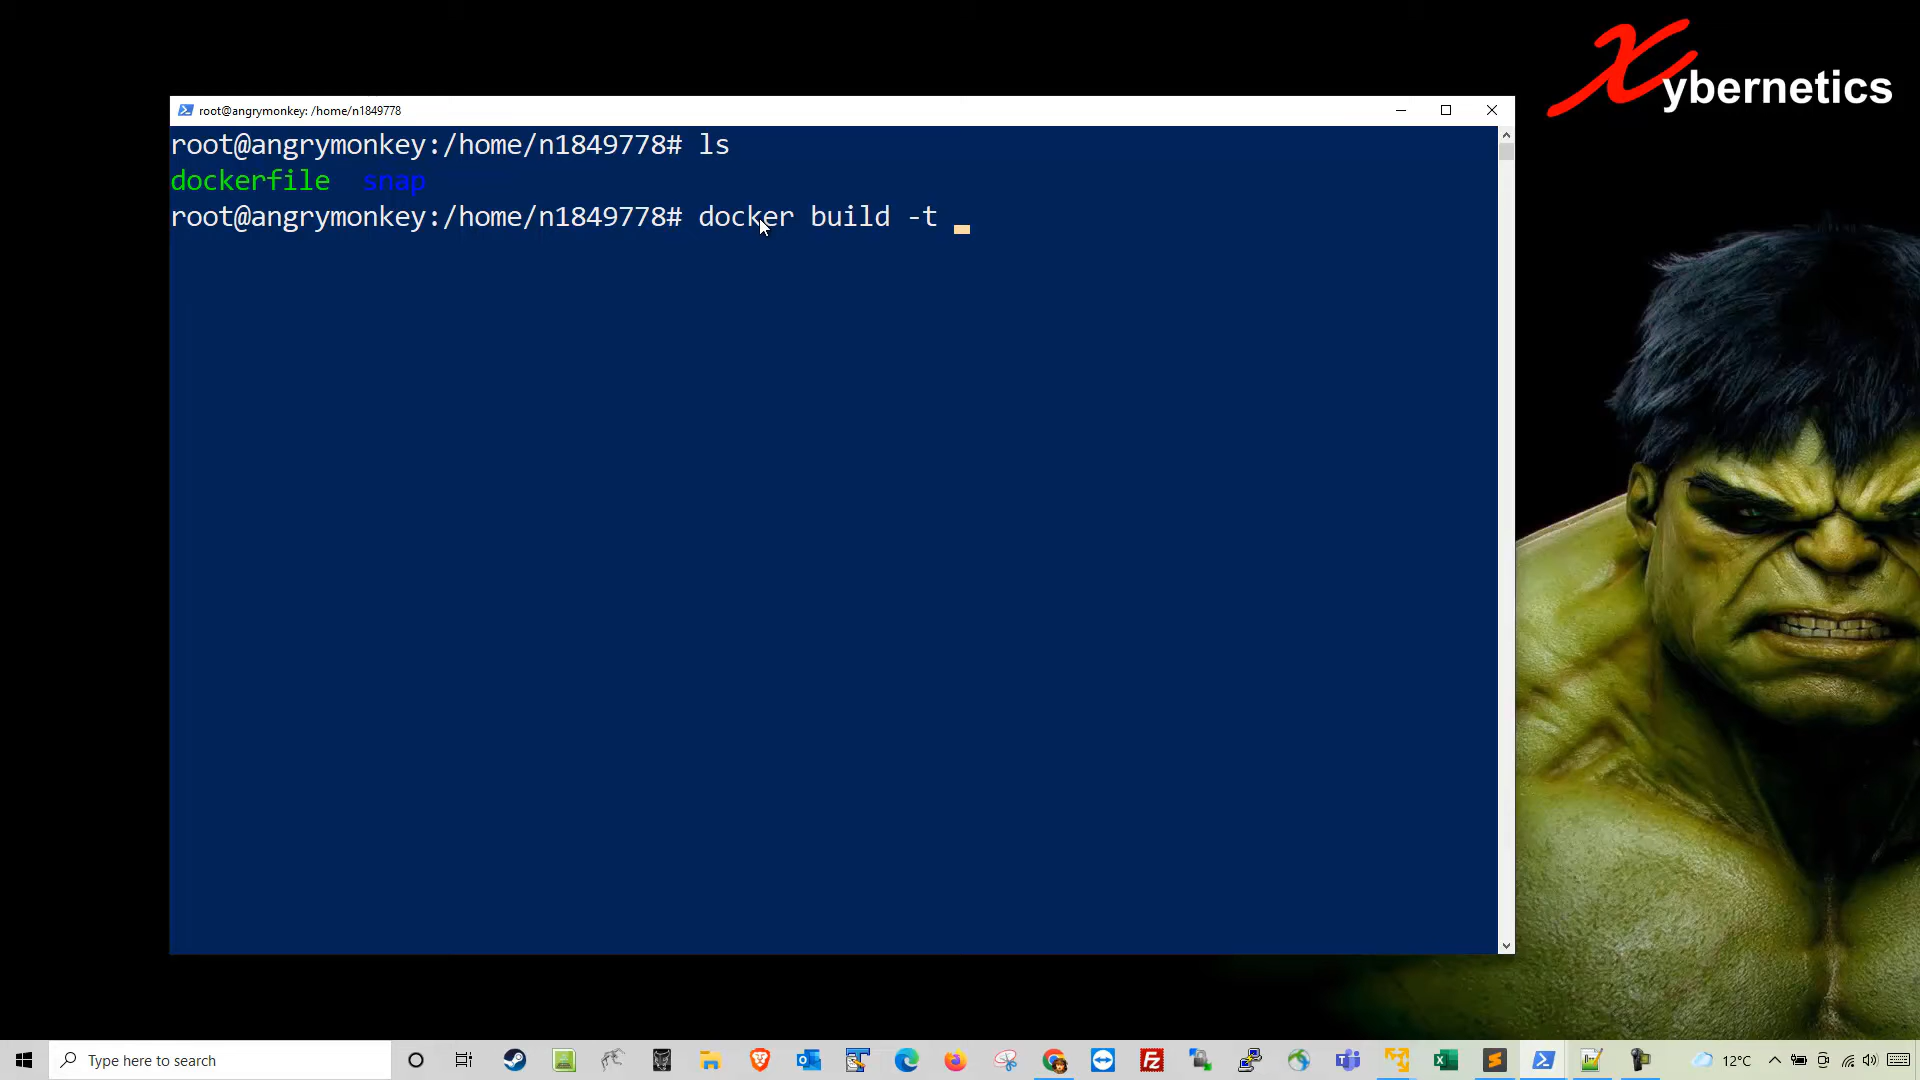 Xybernetics
root@angrymonkey: /home/n1849778
root@angrymonkey:/home/n1849778# ls
dockerfile  snap
root@angrymonkey:/home/n1849778# docker build -t
Type here to search
12°C